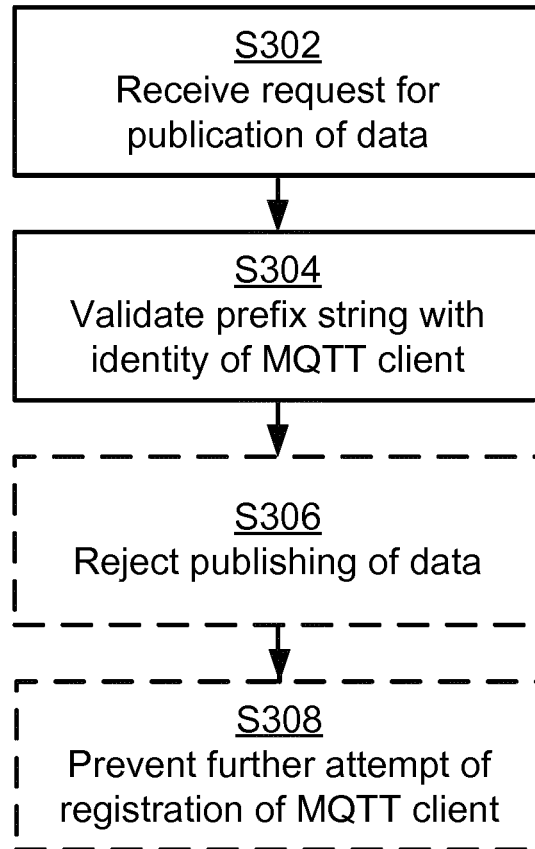 S302
Receive request for
publication of data
S304
Validate prefix string with
identity of MQTT client
S306
Reject publishing of data
S308
Prevent further attempt of
registration of MQTT client